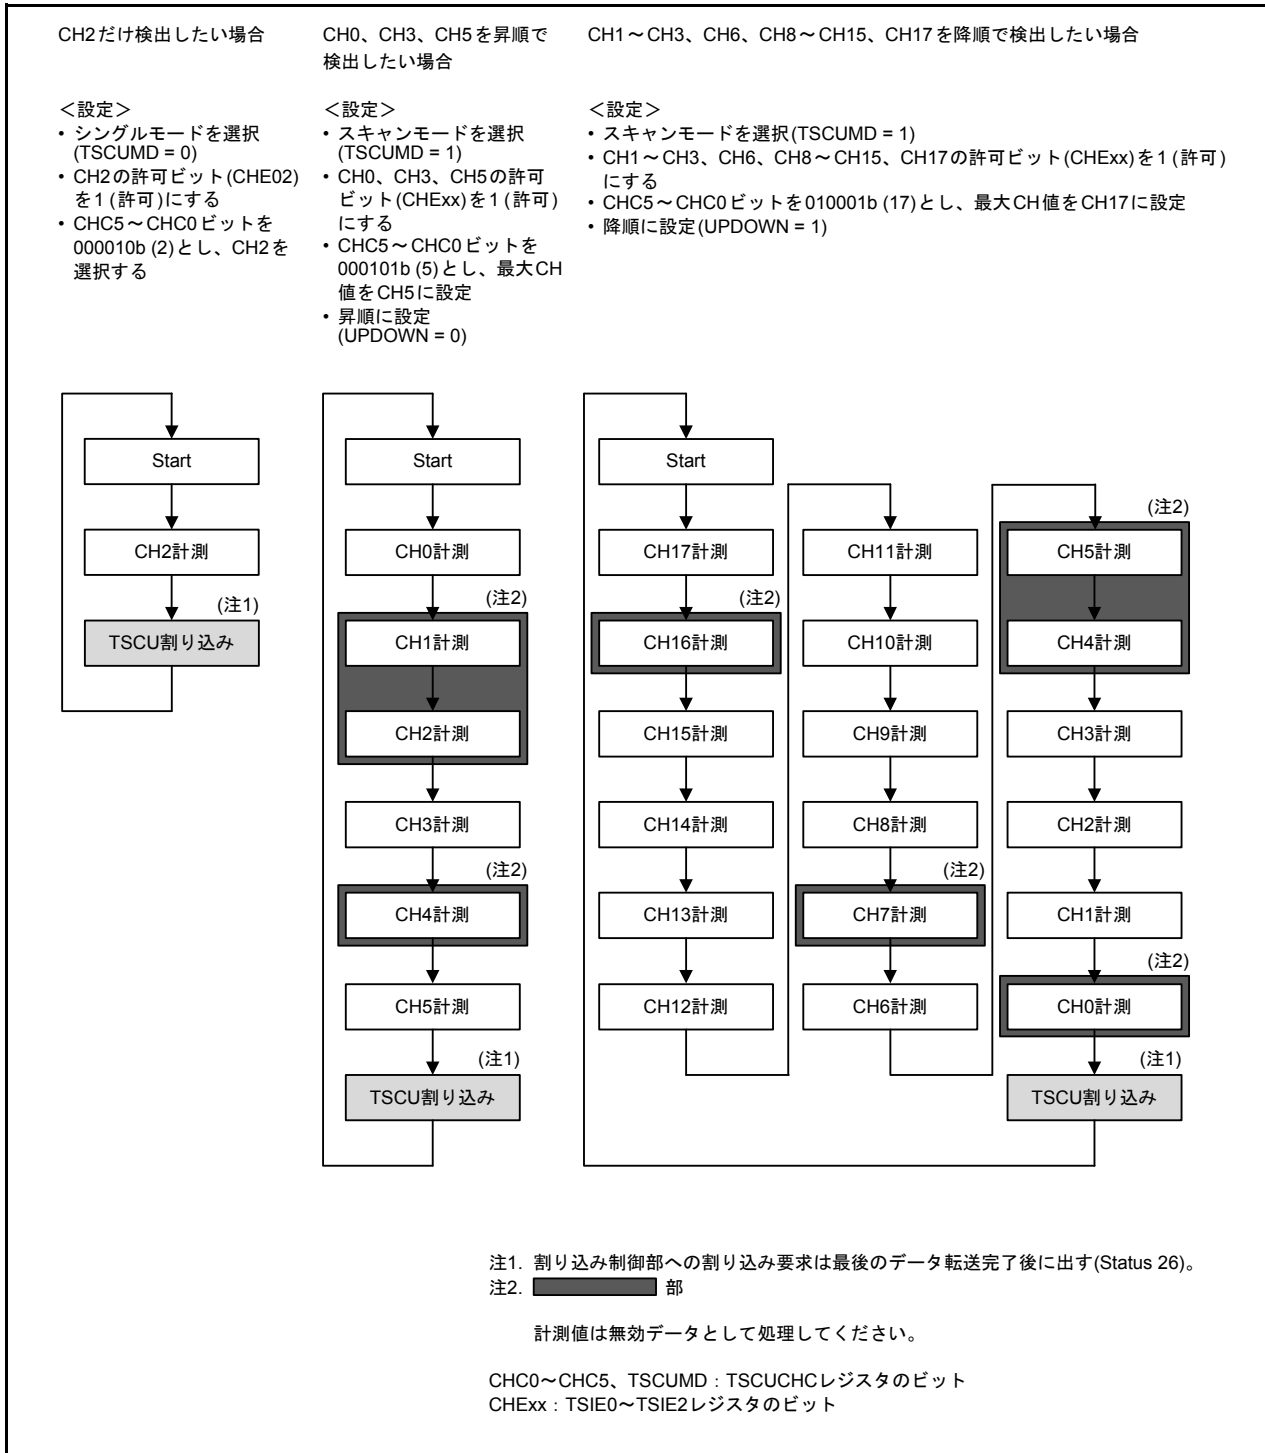 CH2だけ検出したい場合
CH0、CH3、CH5を昇順で
検出したい場合
CH1～CH3、CH6、CH8～CH15、CH17を降順で検出したい場合
＜設定＞
• シングルモードを選択
(TSCUMD = 0)
• CH2の許可ビット(CHE02)
を1 (許可)にする
• CHC5～CHC0ビットを
000010b (2)とし、CH2を
選択する
＜設定＞
• スキャンモードを選択
(TSCUMD = 1)
• CH0、CH3、CH5の許可
ビット(CHExx)を1 (許可)
にする
• CHC5～CHC0ビットを
000101b (5)とし、最大CH
値をCH5に設定
• 昇順に設定
(UPDOWN = 0)
＜設定＞
• スキャンモードを選択(TSCUMD = 1)
• CH1～CH3、CH6、CH8～CH15、CH17の許可ビット(CHExx)を1 (許可)
にする
• CHC5～CHC0ビットを010001b (17)とし、最大CH値をCH17に設定
• 降順に設定(UPDOWN = 1)
Start
CH2計測
(注1)
TSCU割り込み
Start
CH0計測
(注2)
CH1計測
CH2計測
CH3計測
(注2)
CH4計測
CH5計測
(注1)
TSCU割り込み
Start
CH17計測
(注2)
CH16計測
CH15計測
CH14計測
CH13計測
CH12計測
CH11計測
CH10計測
CH9計測
CH8計測
(注2)
CH7計測
CH6計測
(注2)
CH5計測
CH4計測
CH3計測
CH2計測
CH1計測
(注2)
CH0計測
(注1)
TSCU割り込み
注1. 割り込み制御部への割り込み要求は最後のデータ転送完了後に出す(Status 26)。
注2. 部
計測値は無効データとして処理してください。
CHC0～CHC5、TSCUMD：TSCUCHCレジスタのビット
CHExx：TSIE0～TSIE2レジスタのビット